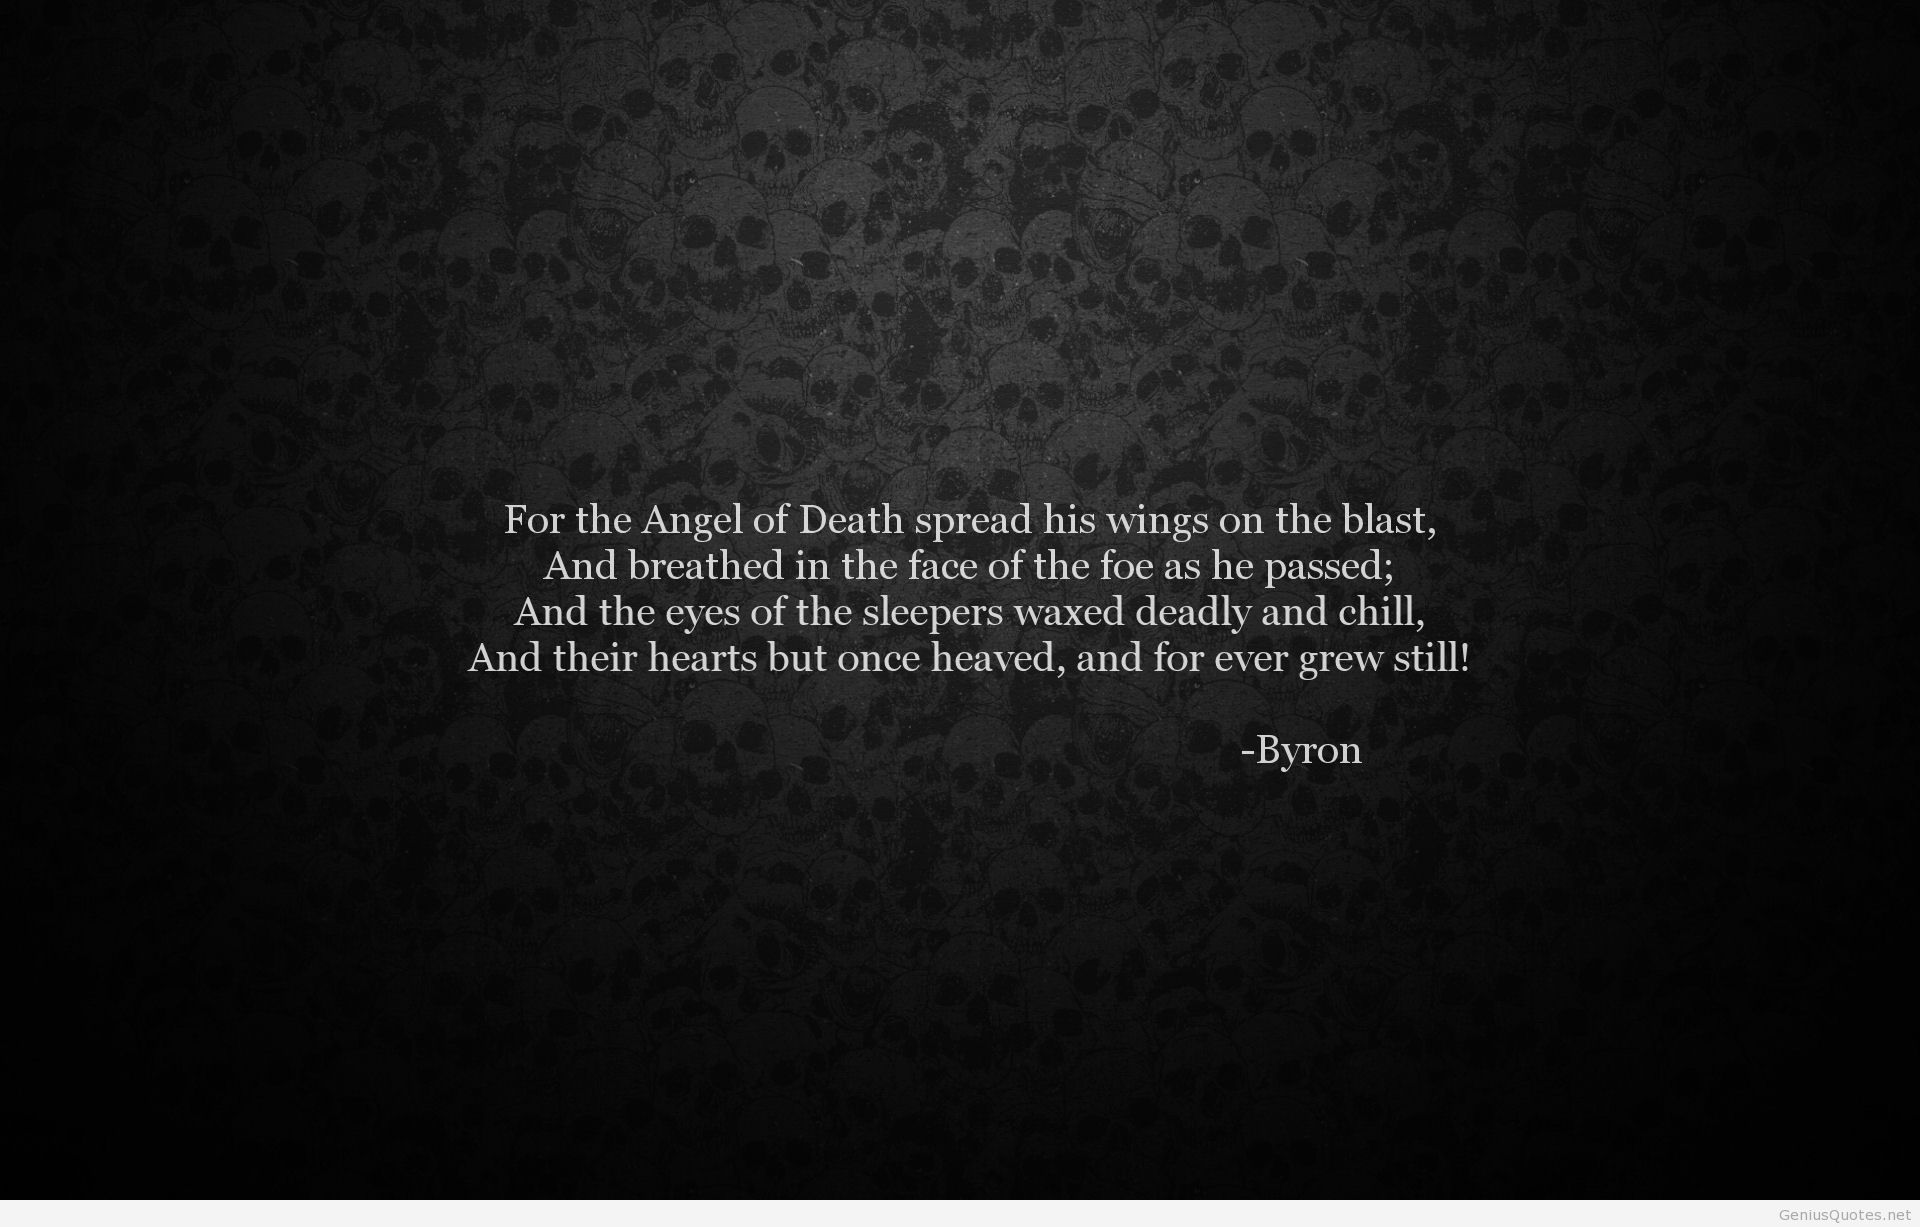 For the Angel of Death spread his wings on the blast,
And breathed in the face of the foe as he passed;
And the eyes of the sleepers waxed deadly and chill,
And their hearts but once heaved, and for ever grew still!
-Byron
GeniusQuotes.net